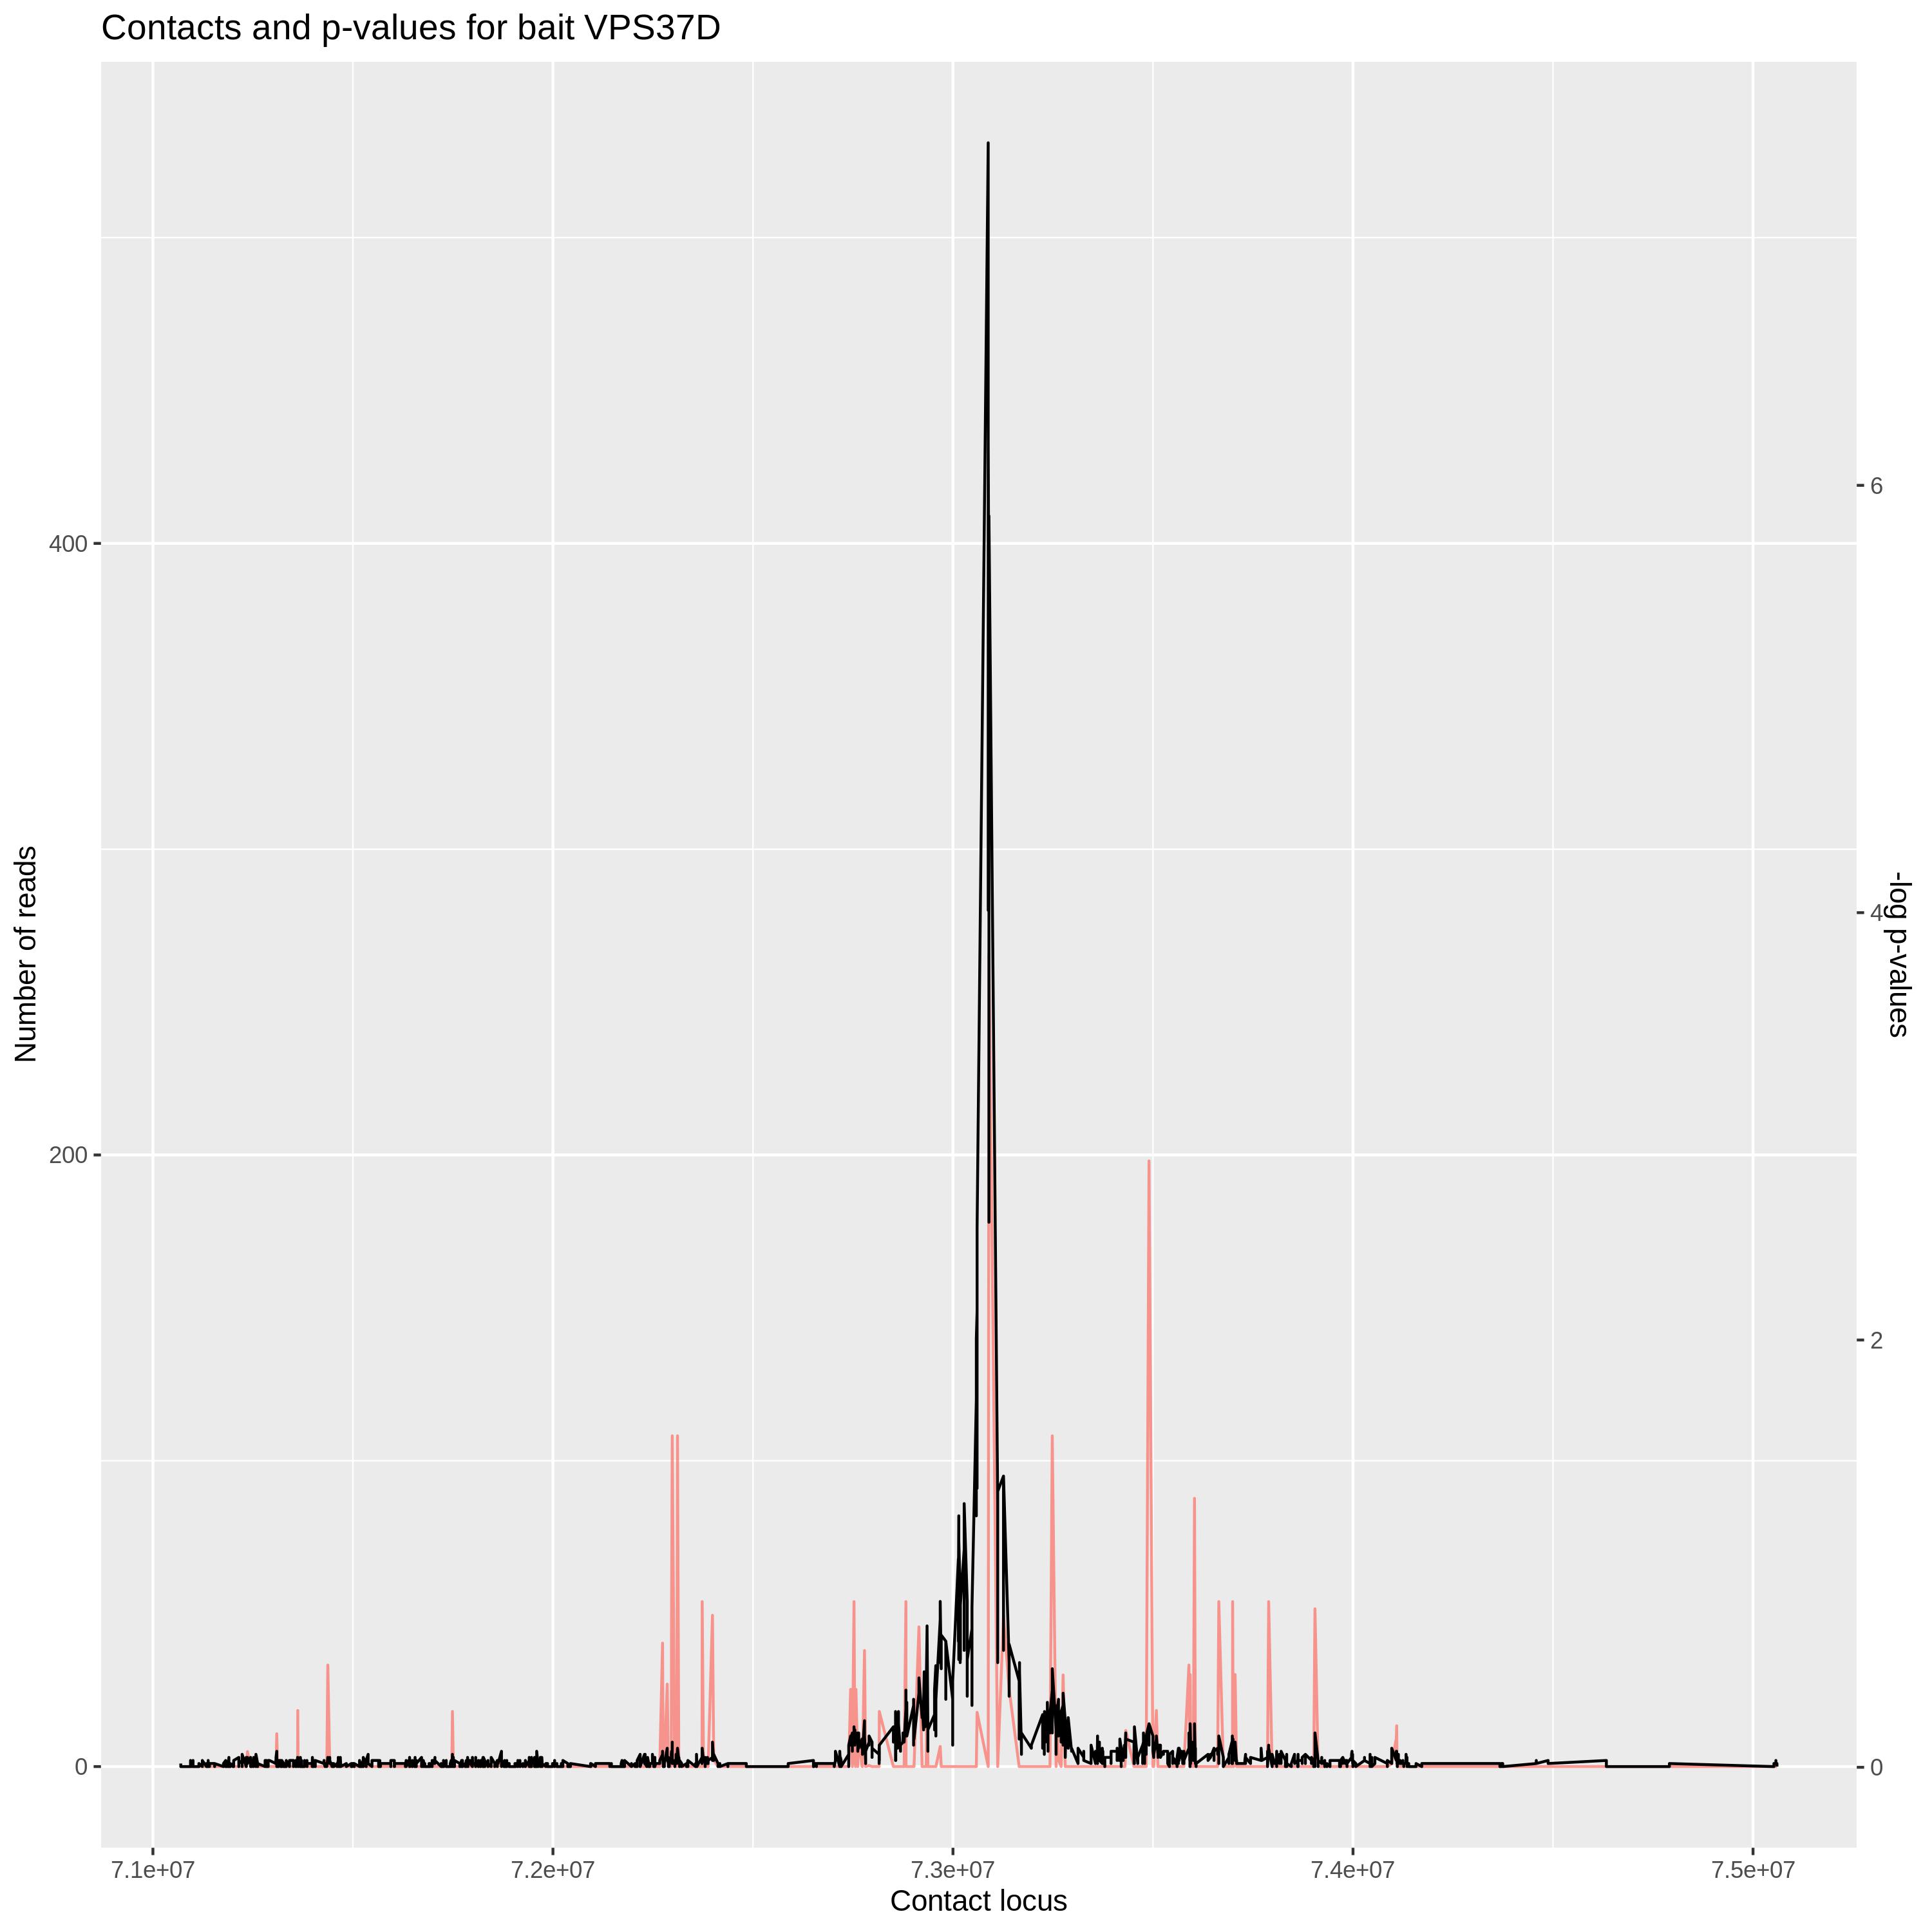 Contacts and p-values for bait VPS37D
Number of reads
400
200
0
6
4
2
0
-log p-values
7.1e+07 7.2e+07 7.3e+07 7.4e+07 7.5e+07
Contact locus